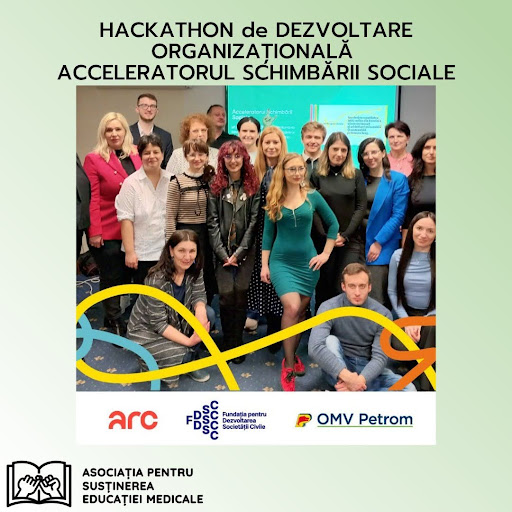 HACKATHON de DEZVOLTARE
ORGANIZAȚIONALĂ
ACCELERATORUL SCHIMBĂRII SOCIALE
arc
FDSC
Fundația pentru
Dezvoltarea
Societății Civile
OMV Petrom
ASOCIAȚIA PENTRU
SUSȚINEREA
EDUCAȚIEI MEDICALE